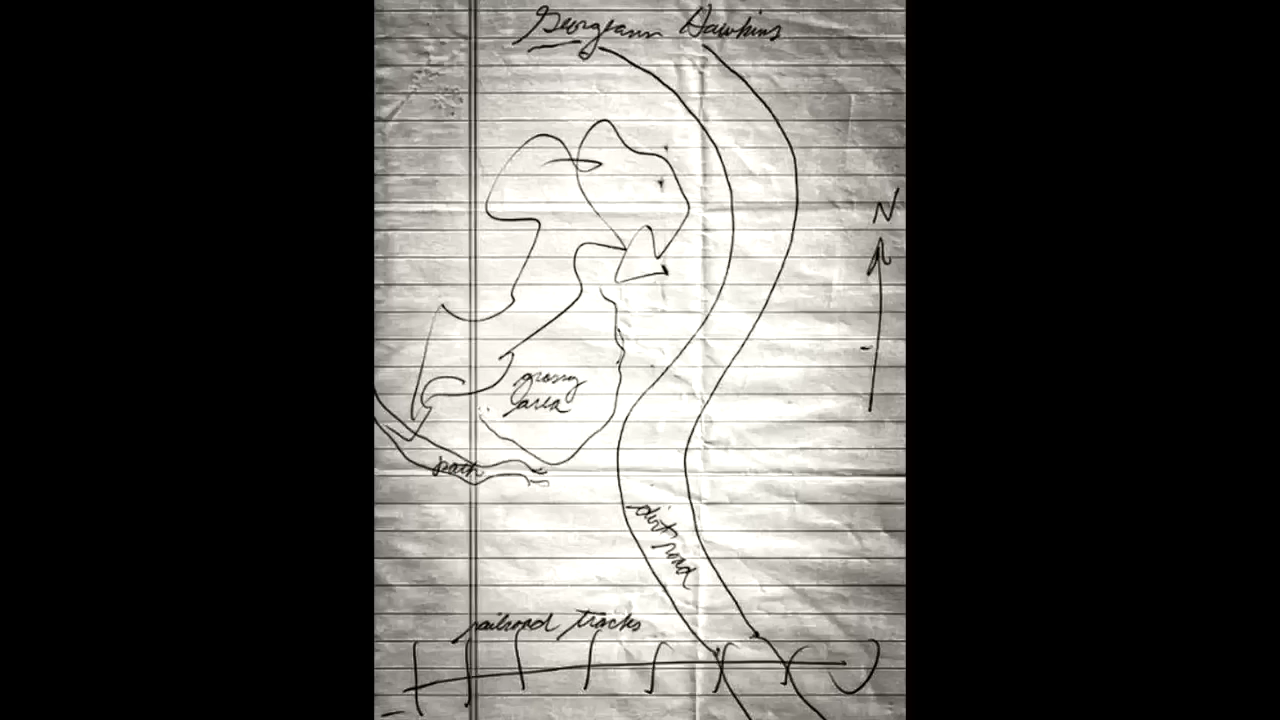 Georgeann Hawkins
N
grassy
area
path
dirt road
railroad tracks